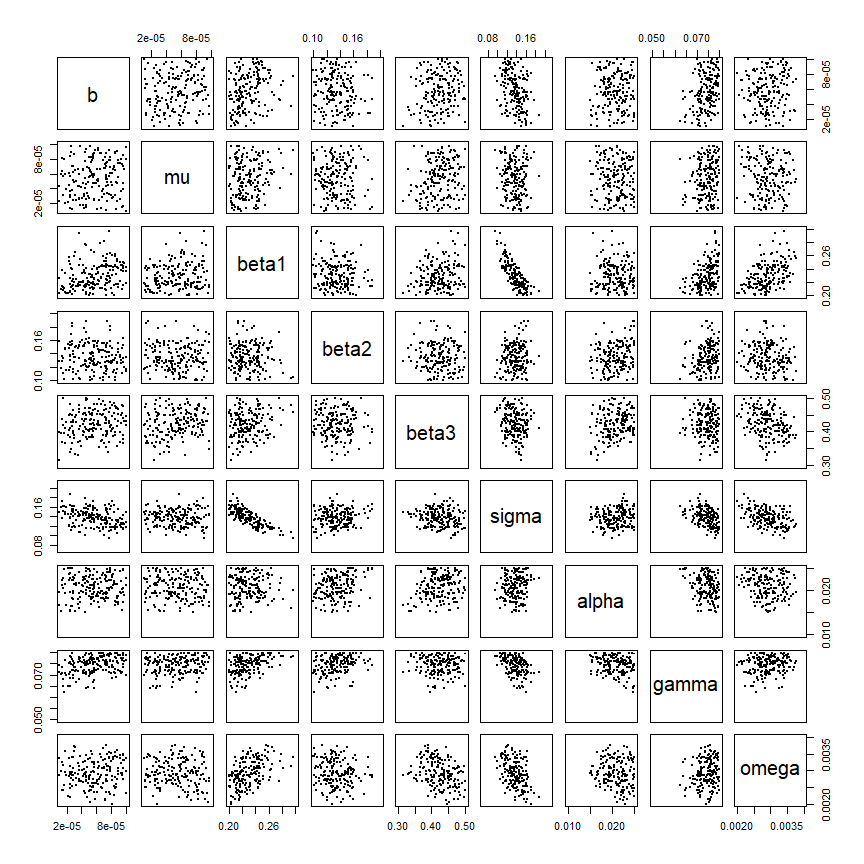 0.10 0.16 0.08 0.16 0.050 0.070
2e-05 8e-05
b
2e-05 8e-05
2e-05 8e-05
mu
beta1
0.20 0.26
0.10 0.16
beta2
beta3
0.30 0.40 0.50
0.08 0.16
sigma
alpha
0.010 0.020
0.050 0.070
gamma
omega
0.0020 0.0035
2e-05 8e-05 0.20 0.26 0.30 0.40 0.50 0.010 0.020 0.0020 0.0035